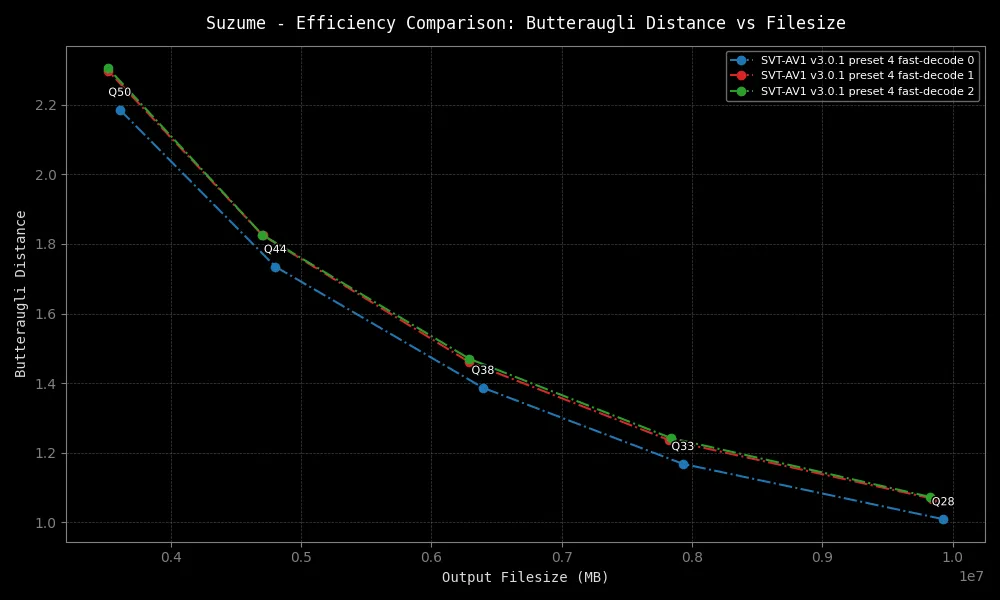 Suzume - Efficiency Comparison: Butteraugli Distance vs Filesize
SVT-AV1 v3.0.1 preset 4 fast-decode 0
SVT-AV1 v3.0.1 preset 4 fast-decode 1
SVT-AV1 v3.0.1 preset 4 fast-decode 2
Butteraugli Distance
2.2
2.0
1.8
1.6
1.4
1.2
1.0
Q50
Q44
Q38
Q33
Q28
0.4 0.5 0.6 0.7 0.8 0.9 1.0
1e7
Output Filesize (MB)